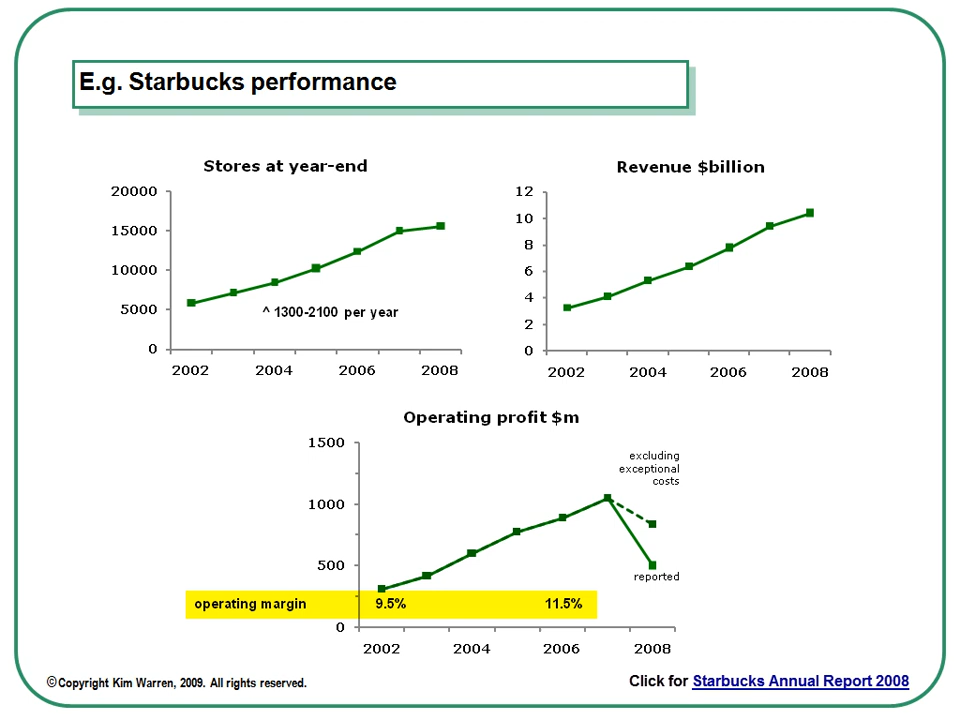 E.g. Starbucks performance
Stores at year-end
20000
15000
10000
5000
0
^ 1300-2100 per year
2002 2004 2006 2008
Revenue $billion
12
10
8
6
4
2
0
2002 2004 2006 2008
Operating profit $m
1500
1000
500
0
excluding
exceptional
costs
reported
operating margin 9.5% 11.5%
2002 2004 2006 2008
©Copyright Kim Warren, 2009. All rights reserved.
Click for Starbucks Annual Report 2008